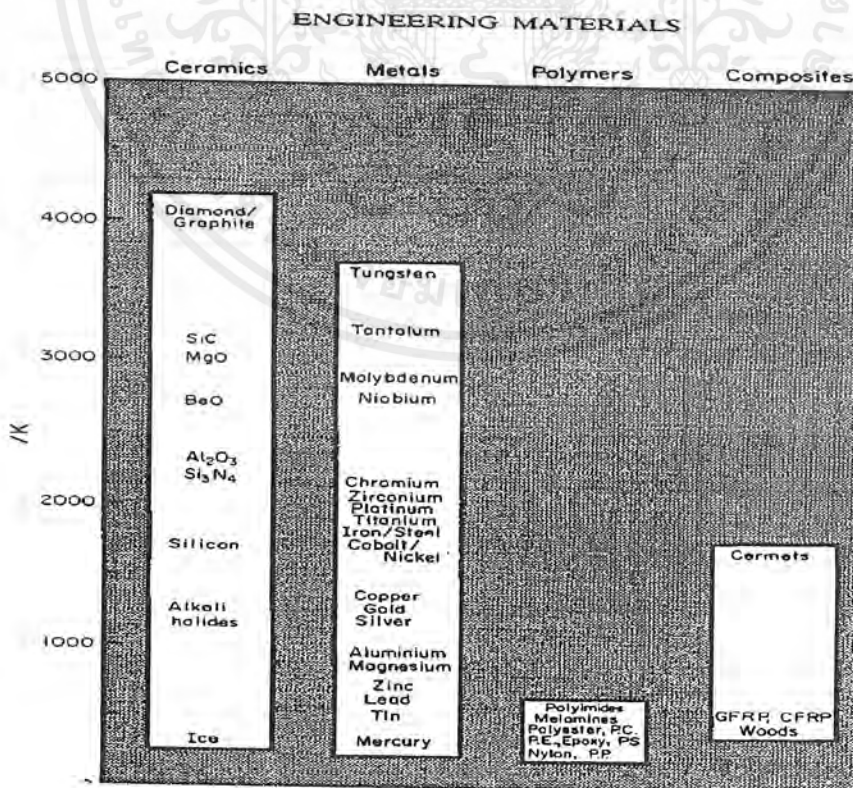 ENGINEERING MATERIALS
Ceramics Metals Polymers Composites
5000
4000
3000
2000
1000
/K
Diamond/
Graphite
SiC
MgO
BeO
Al₂O₃
Si₃N₄
Silicon
Alkali
halides
Ice
Tungsten
Tantalum
Molybdenum
Niobium
Chromium
Zirconium
Platinum
Titanium
Iron/Steel
Cobalt/
Nickel
Copper
Gold
Silver
Aluminium
Magnesium
Zinc
Lead
Tin
Mercury
Polyimides
Melamines
Polyester, P.C.
P.E., Epoxy, PS
Nylon, P.P.
Cermets
GFRP, CFRP
Woods